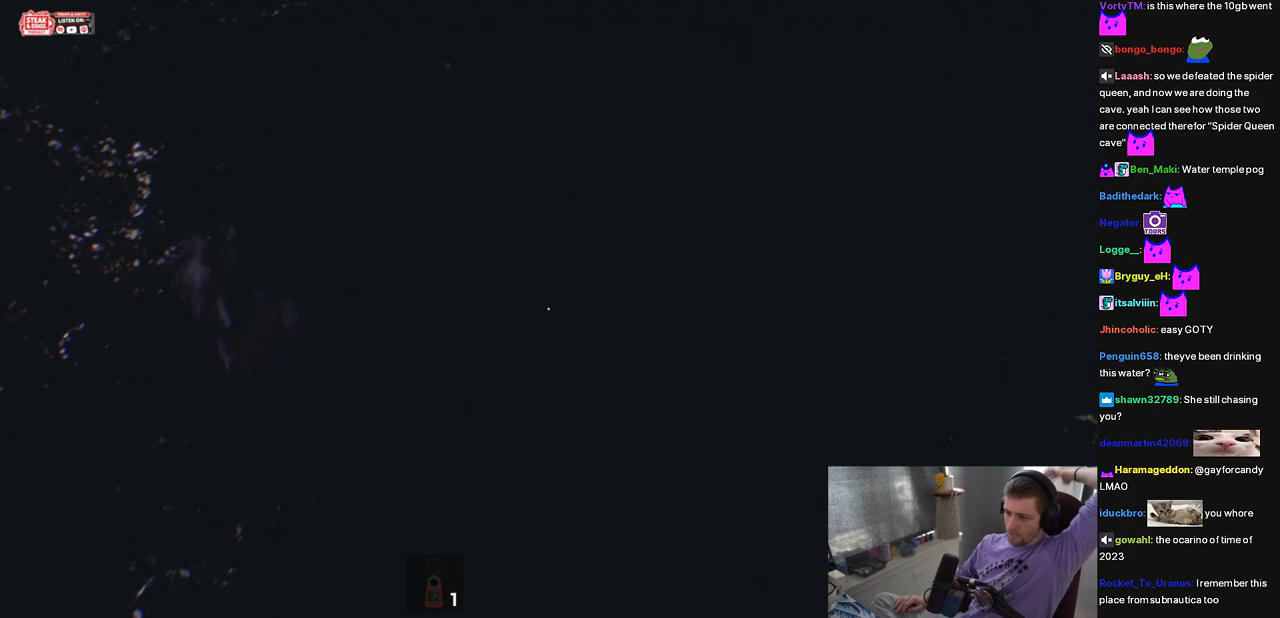 STEAK
& EGGS
PODCAST
LISTEN ON:
1
VortyTM: is this where the 10gb went
bongo_bongo:
Laaash: so we defeated the spider
queen, and now we are doing the
cave. yeah I can see how those two
are connected therefor "Spider Queen
cave"
Ben_Maki: Water temple pog
Badithedark:
Negator:
TOURS
Logge__:
Bryguy_eH:
itsalviiin:
Jhincoholic: easy GOTY
Penguin658: theyve been drinking
this water?
shawn32789: She still chasing
you?
deanmartin42069:
Haramageddon: @gayforcandy
LMAO
iduckbro: you whore
gowahl: the ocarino of time of
2023
Rocket_To_Uranus: I remember this
place from subnautica too